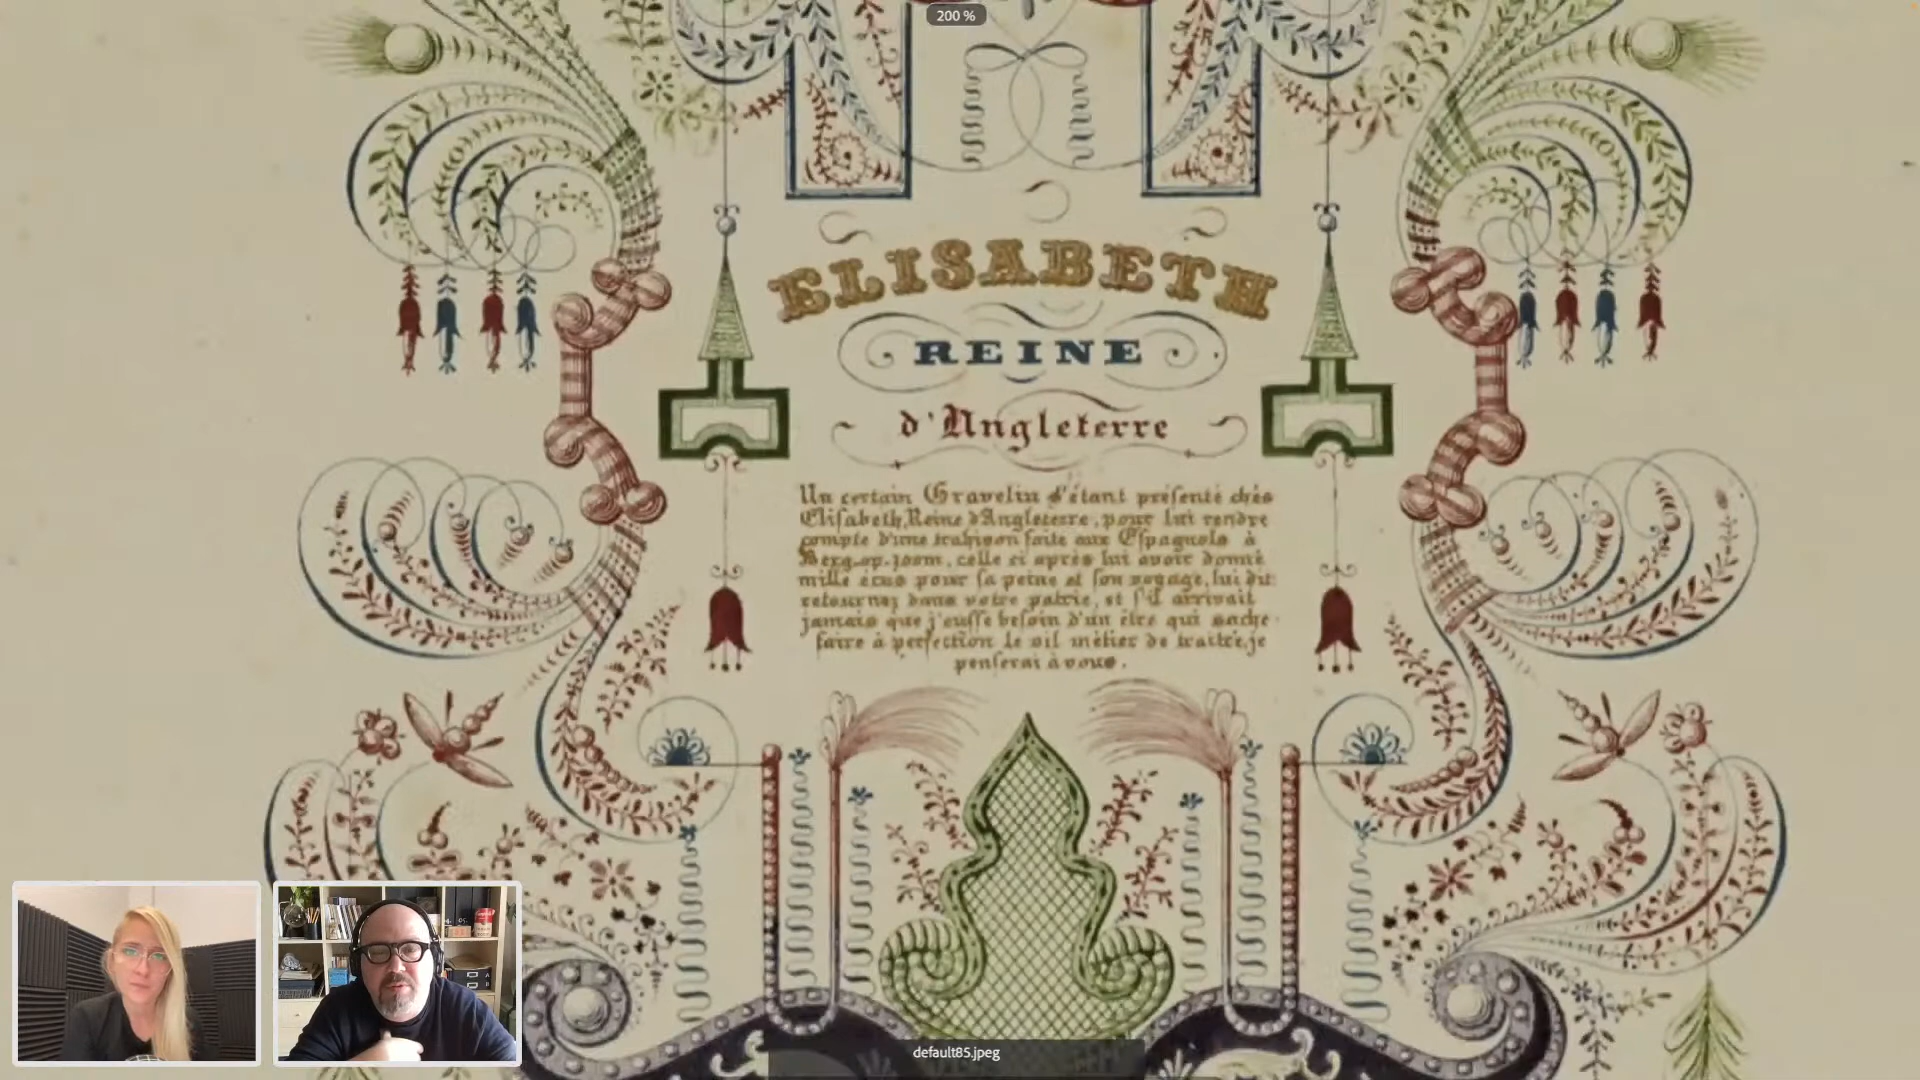 200 %
ELISABETH
REINE
d'Angleterre
Un certain Gravelin s'étant présenté chés
Elisabeth, Reine d'Angleterre, pour lui rendre
compte d'une trahison faite aux Espagnols à
Berg-op-zoom, celle ci après lui avoir donné
mille écus pour sa peine et son voyage, lui dit:
retournez dans votre patrie, et s'il arrivait
jamais que j'eusse besoin d'un être qui sache
faire à perfection le vil métier de traître, je
penserai à vous.
default85.jpeg